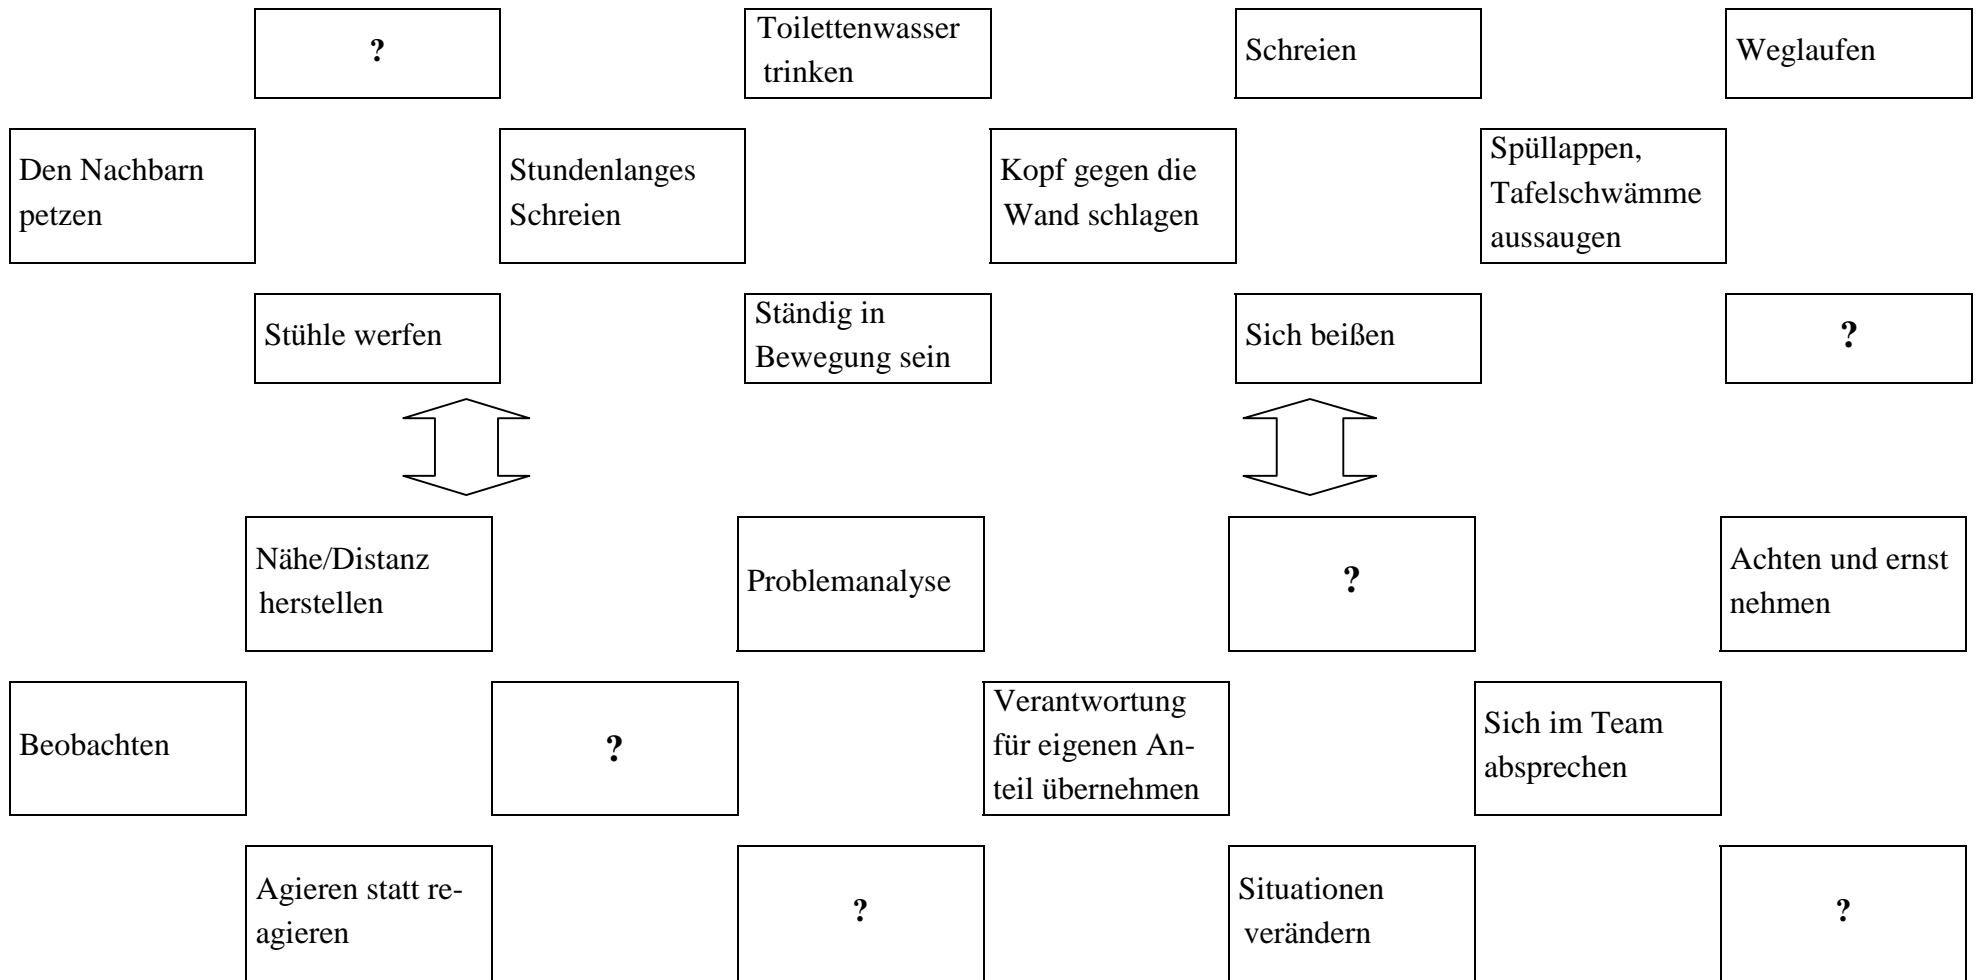 ?
Toilettenwasser
trinken
Schreien
Weglaufen
Den Nachbarn
petzen
Stundenlanges
Schreien
Kopf gegen die
Wand schlagen
Spüllappen,
Tafelschwämme
aussaugen
Stühle werfen
Ständig in
Bewegung sein
Sich beißen
?
Nähe/Distanz
herstellen
Problemanalyse
?
Achten und ernst
nehmen
Beobachten
?
Verantwortung
für eigenen An-
teil übernehmen
Sich im Team
absprechen
Agieren statt re-
agieren
?
Situationen
verändern
?